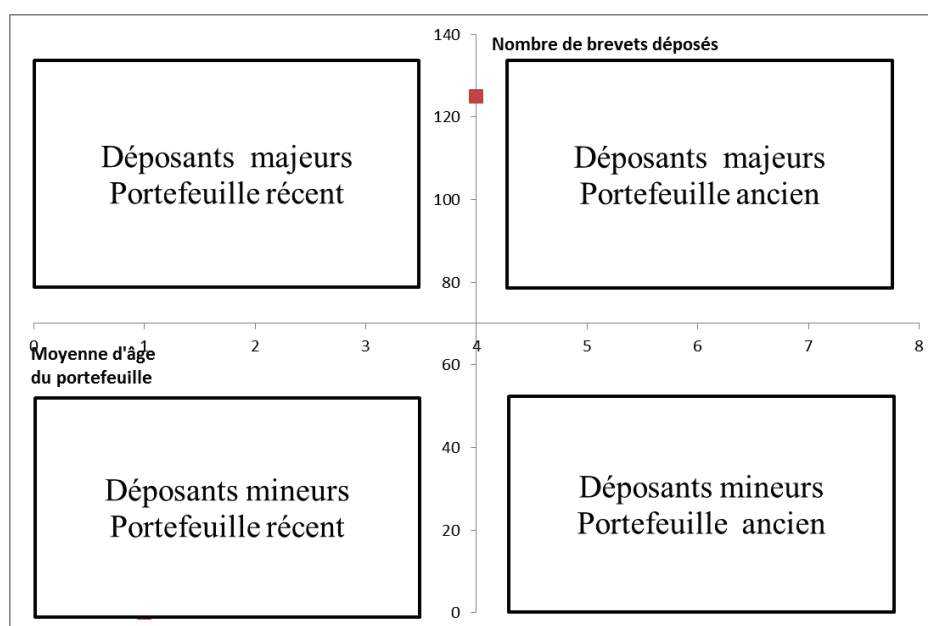 140
Nombre de brevets déposés
Déposants majeurs
Portefeuille récent
120
Déposants majeurs
Portefeuille ancien
100
80
0 1 2 3 4 5 6 7 8
Moyenne d'âge
du portefeuille
60
Déposants mineurs
Portefeuille récent
40
Déposants mineurs
Portefeuille ancien
20
0